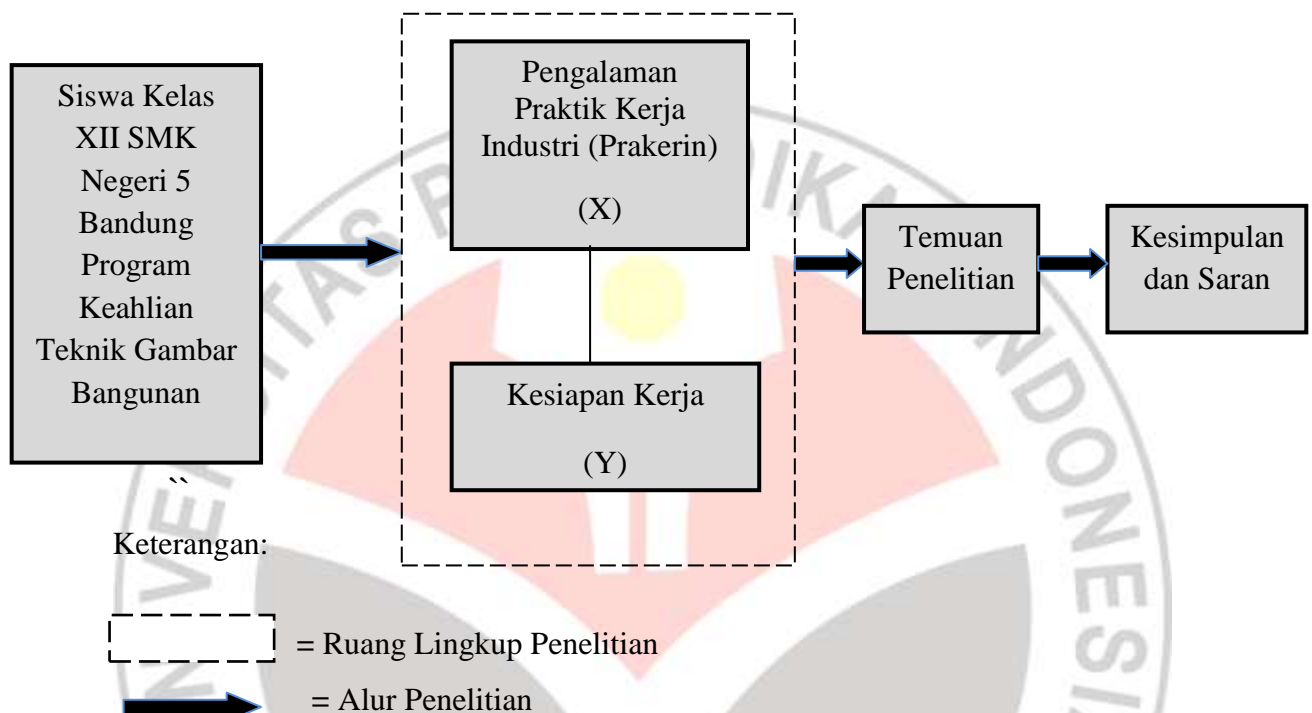 Siswa Kelas
XII SMK
Negeri 5
Bandung
Program
Keahlian
Teknik Gambar
Bangunan
``
Pengalaman
Praktik Kerja
Industri (Prakerin)
(X)
Kesiapan Kerja
(Y)
Temuan
Penelitian
Kesimpulan
dan Saran
Keterangan:
= Ruang Lingkup Penelitian
= Alur Penelitian